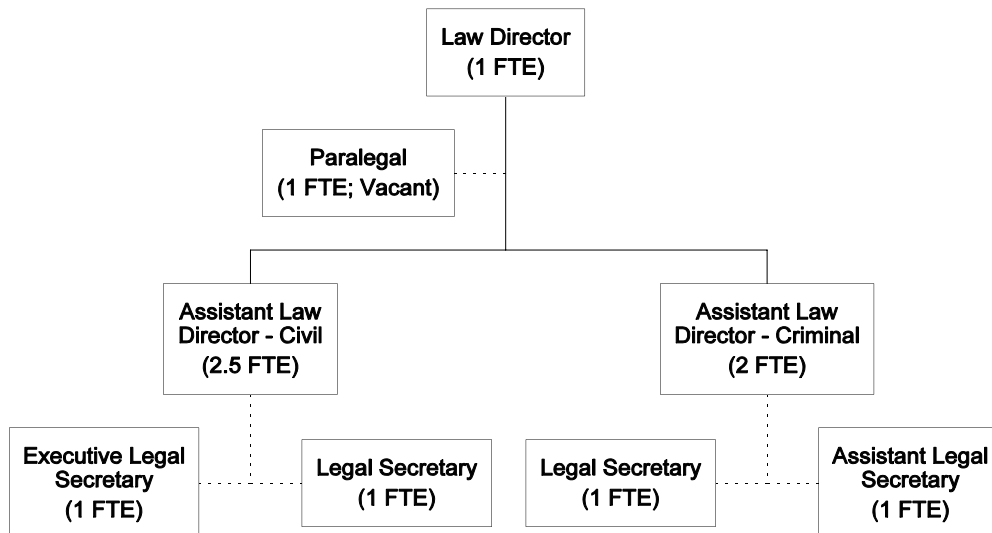 Law Director
(1 FTE)
Paralegal
(1 FTE; Vacant)
Assistant Law
Director - Civil
(2.5 FTE)
Assistant Law
Director - Criminal
(2 FTE)
Executive Legal
Secretary
(1 FTE)
Legal Secretary
(1 FTE)
Legal Secretary
(1 FTE)
Assistant Legal
Secretary
(1 FTE)